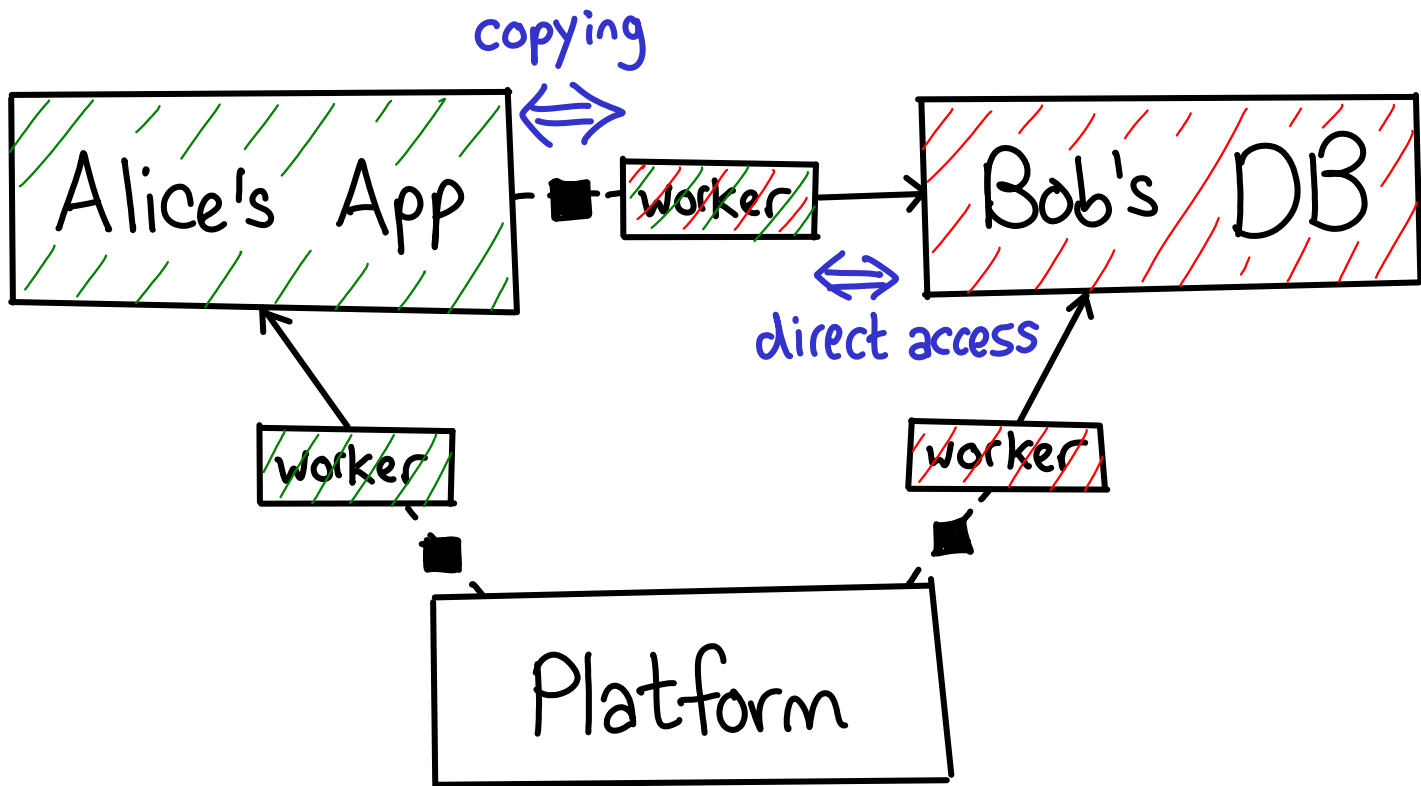 copying
Alice's App
worker
Bob's DB
direct access
worker
worker
Platform